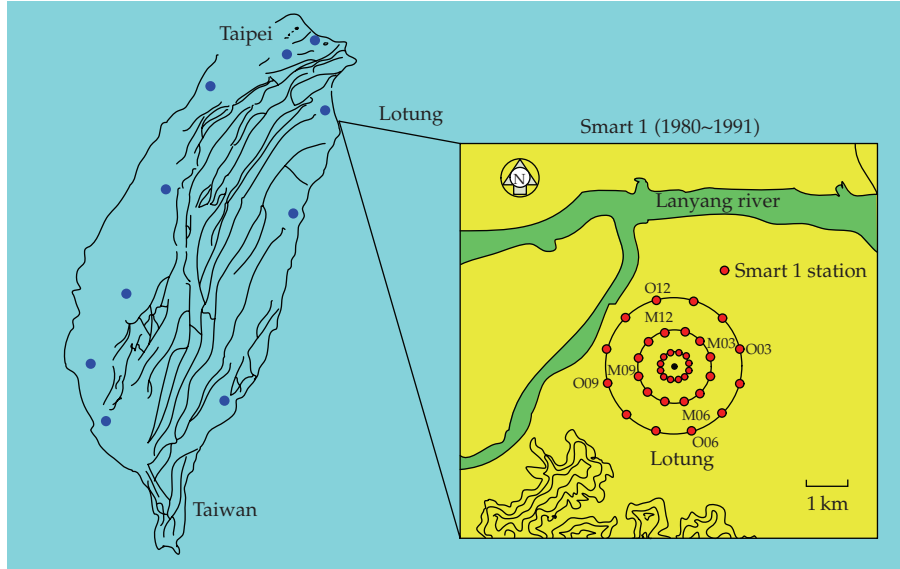 Taipei
Lotung
Taiwan
Smart 1 (1980~1991)
N
Lanyang river
Smart 1 station
O12
M12
M03
O03
M09
O09
M06
O06
Lotung
1 km